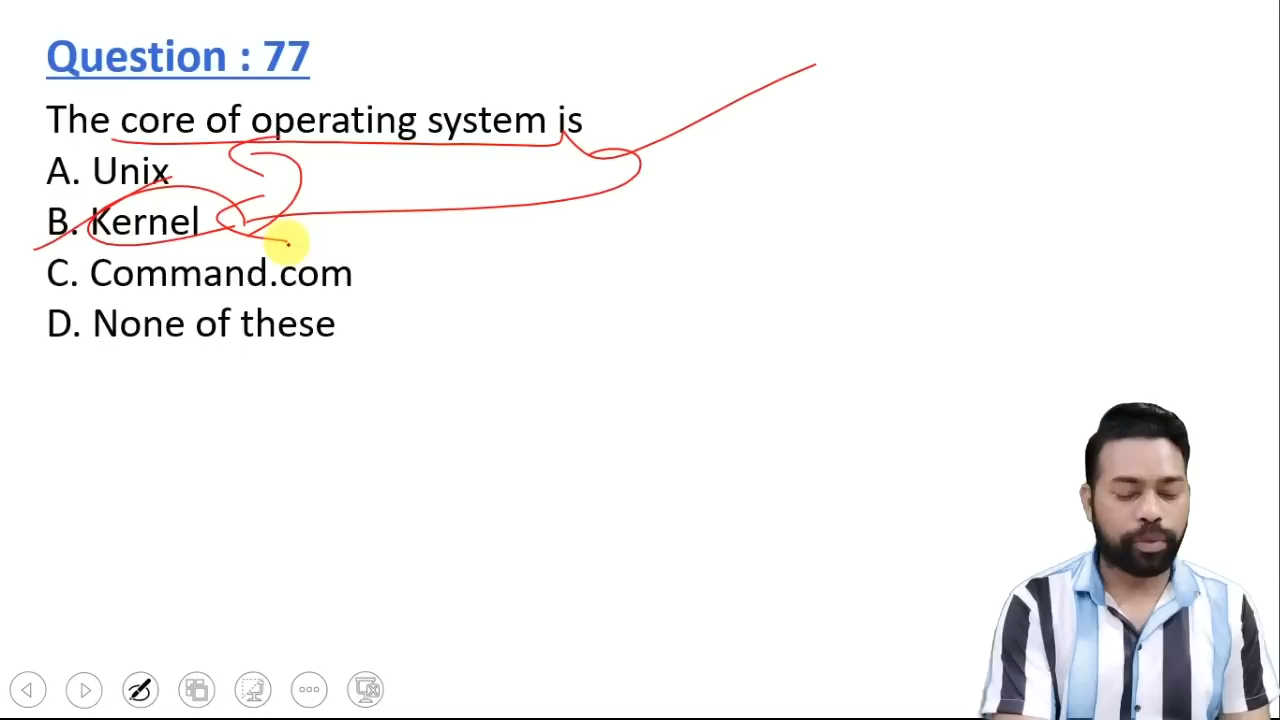 Question : 77
The core of operating system is
A. Unix
B. Kernel
C. Command.com
D. None of these